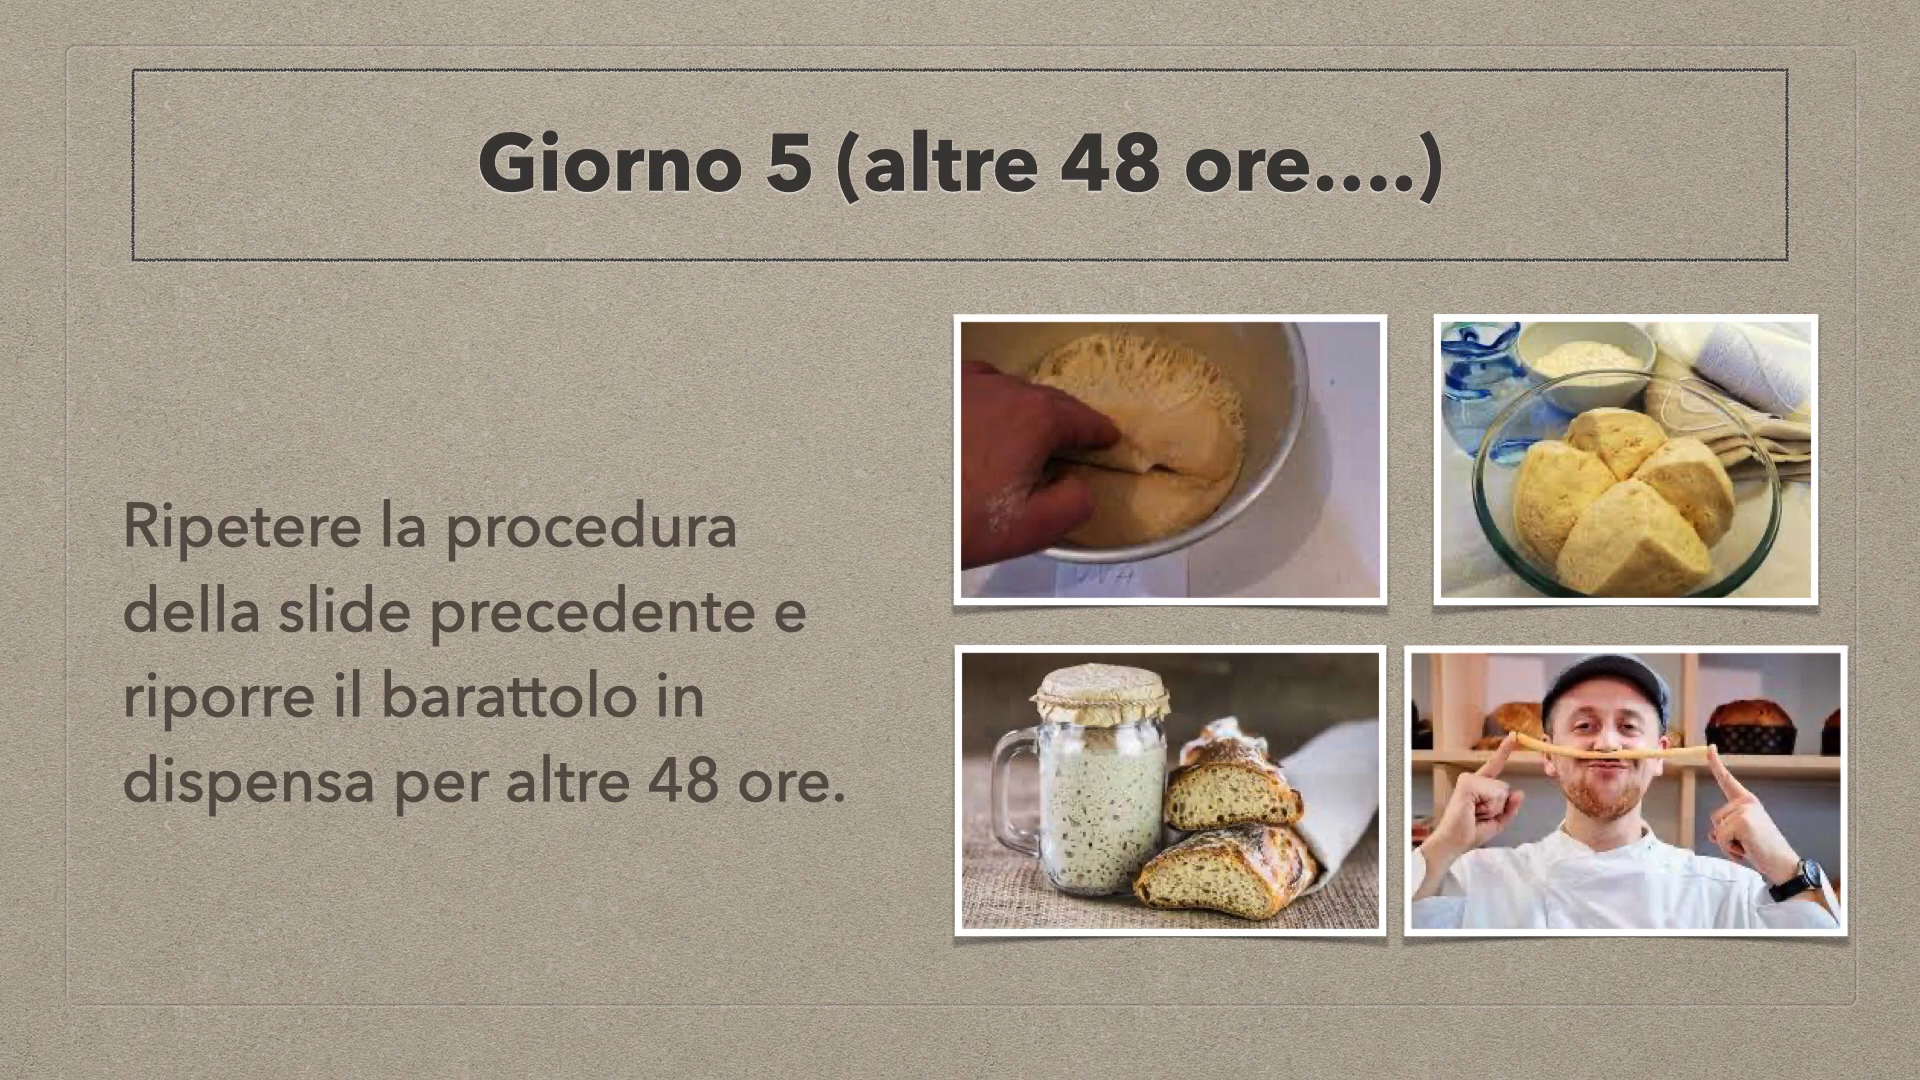 Giorno 5 (altre 48 ore....)
Ripetere la procedura
della slide precedente e
riporre il barattolo in
dispensa per altre 48 ore.